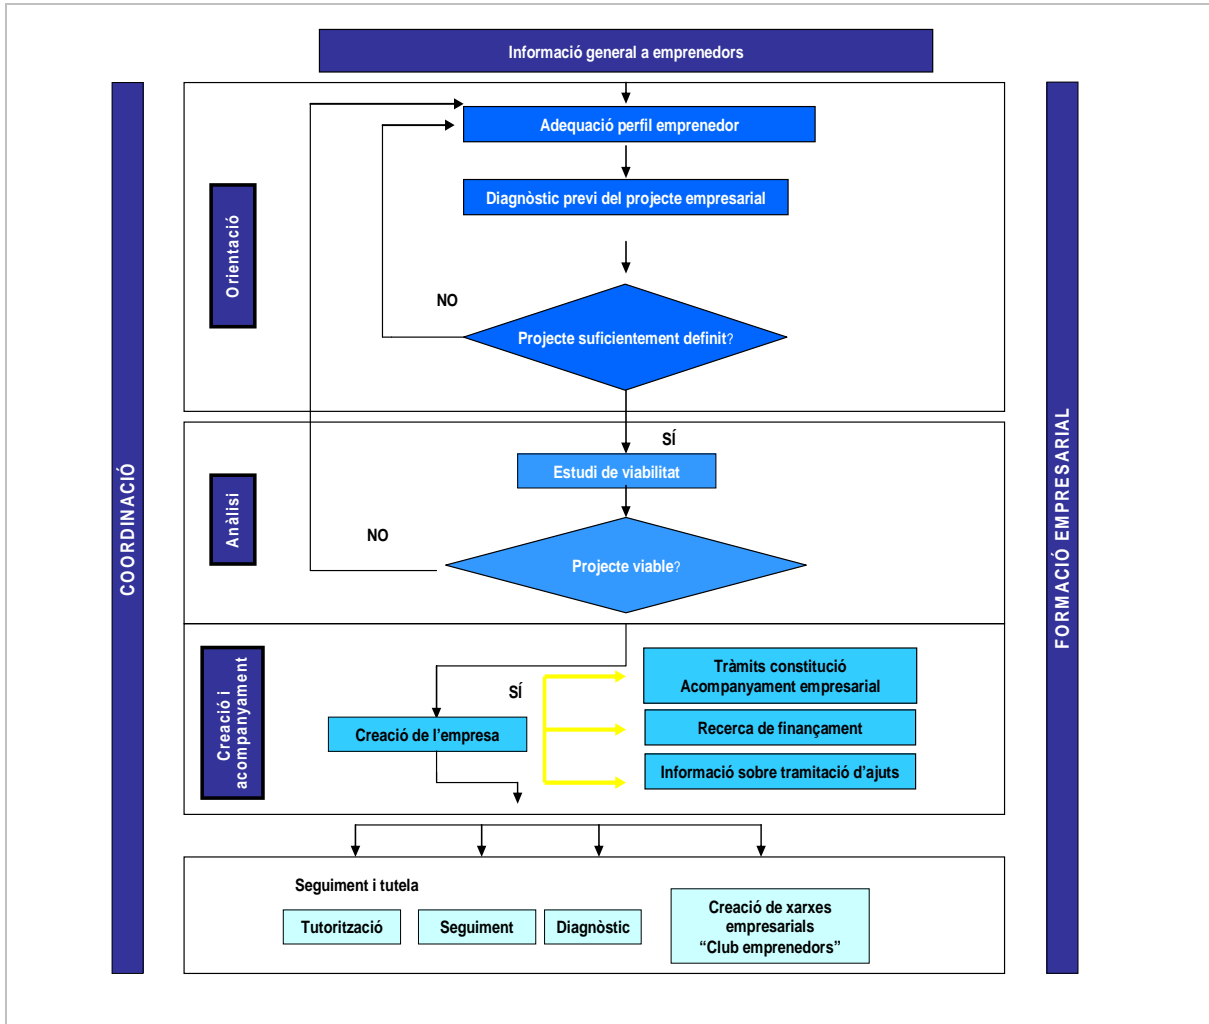 Informació general a emprenedors
COORDINACIÓ
FORMACIÓ EMPRESARIAL
Orientació
Adequació perfil emprenedor
Diagnòstic previ del projecte empresarial
NO
Projecte suficientement definit?
SÍ
Anàlisi
Estudi de viabilitat
NO
Projecte viable?
Creació i
acompanyament
SÍ
Creació de l’empresa
Tràmits constitució
Acompanyament empresarial
Recerca de finançament
Informació sobre tramitació d’ajuts
Seguiment i tutela
Tutorització
Seguiment
Diagnòstic
Creació de xarxes
empresarials
“Club emprenedors”